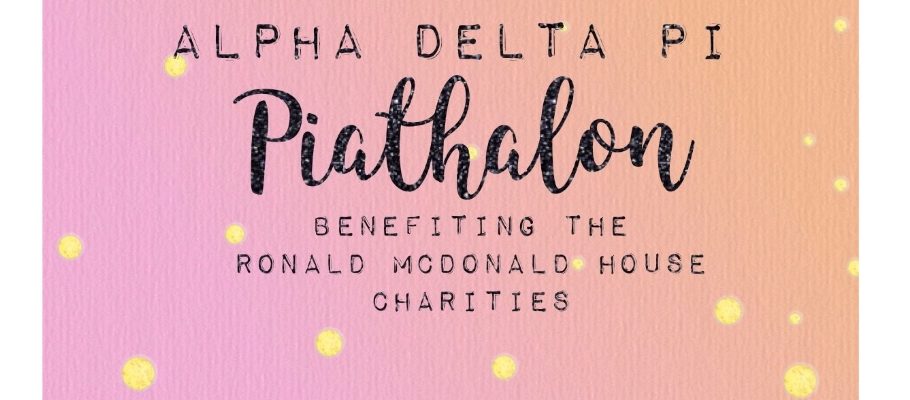 ALPHA DELTA PI
Piathalon
BENEFITING THE
RONALD MCDONALD HOUSE
CHARITIES